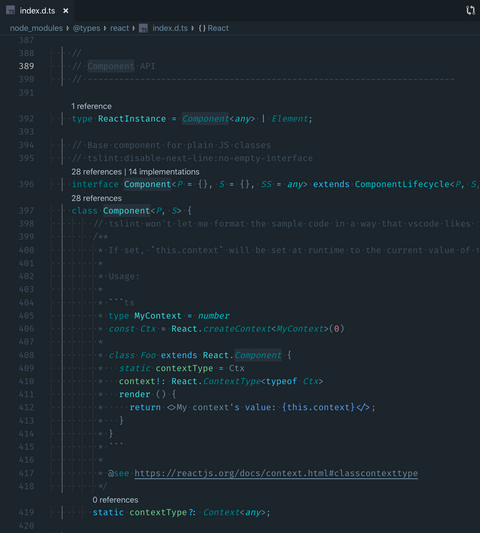 index.d.ts ×
node_modules › @types › react › index.d.ts › {} React
387
388 //
389 // Component API
390 // ----------------------------------------------------------------------
391
1 reference
392 type ReactInstance = Component<any> | Element;
393
394 // Base component for plain JS classes
395 // tslint:disable-next-line:no-empty-interface
28 references | 14 implementations
396 interface Component<P = {}, S = {}, SS = any> extends ComponentLifecycle<P, S,
28 references
397 class Component<P, S> {
398 // tslint won't let me format the sample code in a way that vscode likes
399 /**
400 * If set, `this.context` will be set at runtime to the current value of
401 *
402 * Usage:
403 *
404 * ```ts
405 * type MyContext = number
406 * const Ctx = React.createContext<MyContext>(0)
407 *
408 * class Foo extends React.Component {
409 *   static contextType = Ctx
410 *   context!: React.ContextType<typeof Ctx>
411 *   render () {
412 *     return <>My context's value: {this.context}</>;
413 *   }
414 * }
415 * ```
416 *
417 * @see https://reactjs.org/docs/context.html#classcontexttype
418 */
0 references
419 static contextType?: Context<any>;
420